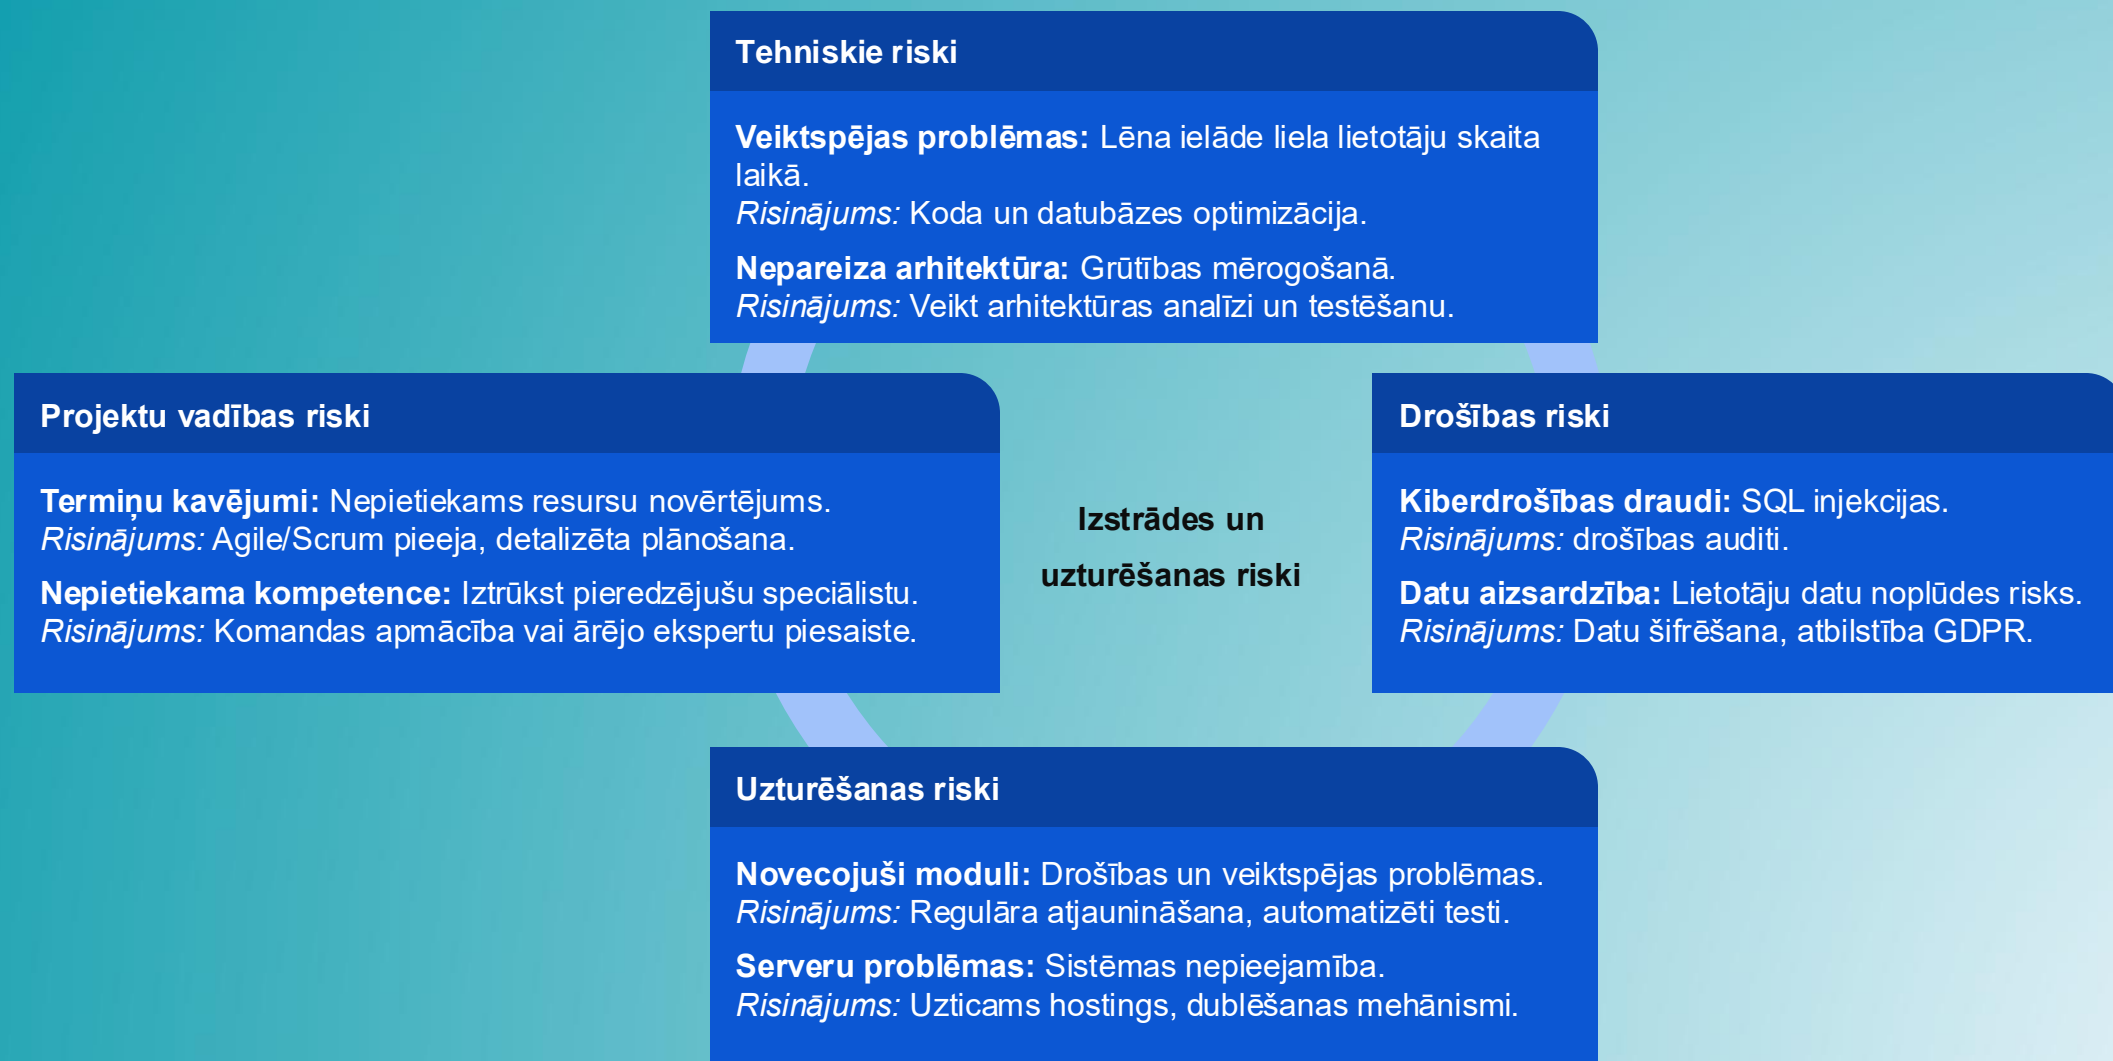 Tehniskie riski
Veiktspējas problēmas: Lēna ielāde liela lietotāju skaita
laikā.
Risinājums: Koda un datubāzes optimizācija.
Nepareiza arhitektūra: Grūtības mērogošanā.
Risinājums: Veikt arhitektūras analīzi un testēšanu.
Projektu vadības riski
Termiņu kavējumi: Nepietiekams resursu novērtējums.
Risinājums: Agile/Scrum pieeja, detalizēta plānošana.
Nepietiekama kompetence: Iztrūkst pieredzējušu speciālistu.
Risinājums: Komandas apmācība vai ārējo ekspertu piesaiste.
Izstrādes un
uzturēšanas riski
Drošības riski
Kiberdrošības draudi: SQL injekcijas.
Risinājums: drošības auditi.
Datu aizsardzība: Lietotāju datu noplūdes risks.
Risinājums: Datu šifrēšana, atbilstība GDPR.
Uzturēšanas riski
Novecojuši moduli: Drošības un veiktspējas problēmas.
Risinājums: Regulāra atjaunināšana, automatizēti testi.
Serveru problēmas: Sistēmas nepieejamība.
Risinājums: Uzticams hostings, dublēšanas mehānismi.